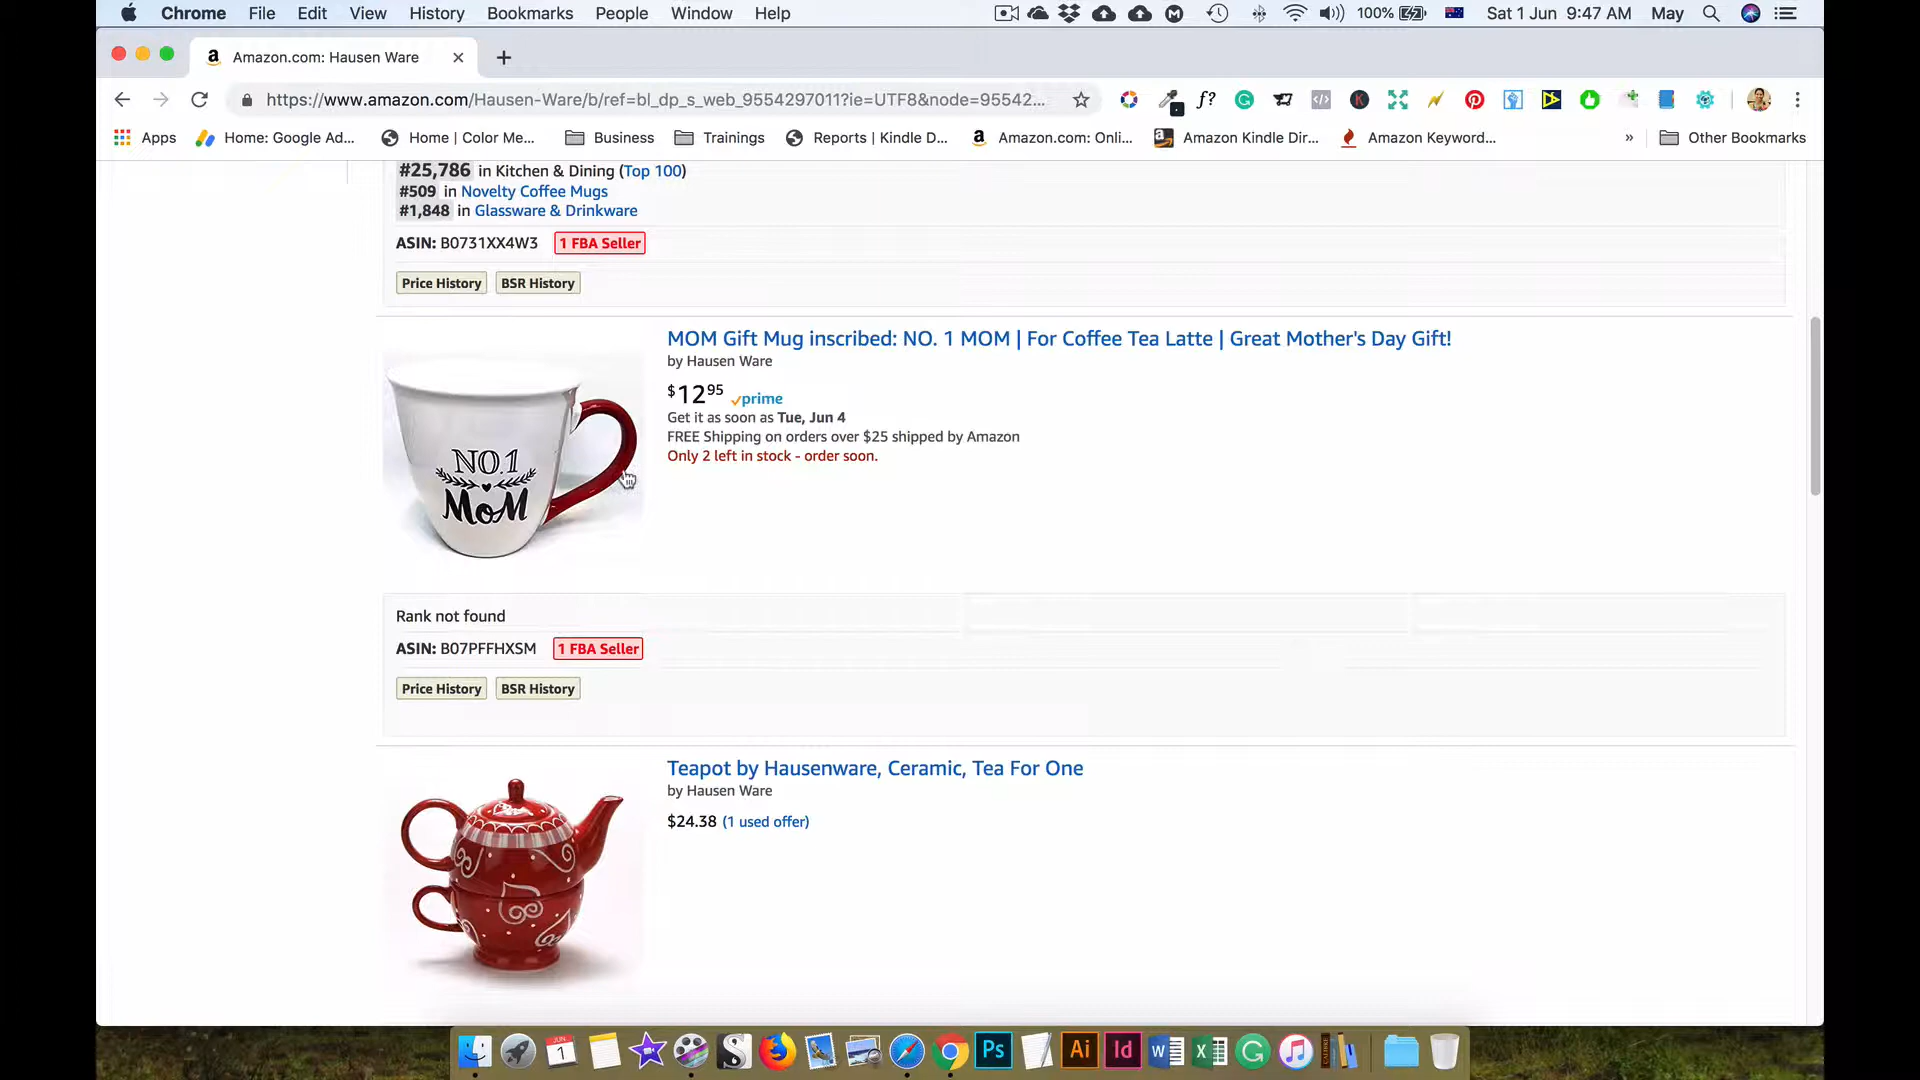 Chrome File Edit View History Bookmarks People Window Help 100% Sat 1 Jun 9:47 AM May
Amazon.com: Hausen Ware
https://www.amazon.com/Hausen-Ware/b/ref=bl_dp_s_web_9554297011?ie=UTF8&node=95542...
Apps Home: Google Ad... Home | Color Me... Business Trainings Reports | Kindle D... Amazon.com: Onli... Amazon Kindle Dir... Amazon Keyword... » Other Bookmarks
#25,786 in Kitchen & Dining (Top 100)
#509 in Novelty Coffee Mugs
#1,848 in Glassware & Drinkware
ASIN: B0731XX4W3 1 FBA Seller
Price History BSR History
MOM Gift Mug inscribed: NO. 1 MOM | For Coffee Tea Latte | Great Mother's Day Gift!
by Hausen Ware
$12 95 prime
Get it as soon as Tue, Jun 4
FREE Shipping on orders over $25 shipped by Amazon
Only 2 left in stock - order soon.
NO.1
MoM
Rank not found
ASIN: B07PFFHXSM 1 FBA Seller
Price History BSR History
Teapot by Hausenware, Ceramic, Tea For One
by Hausen Ware
$24.38 (1 used offer)
JUN
1
Ps Ai Id